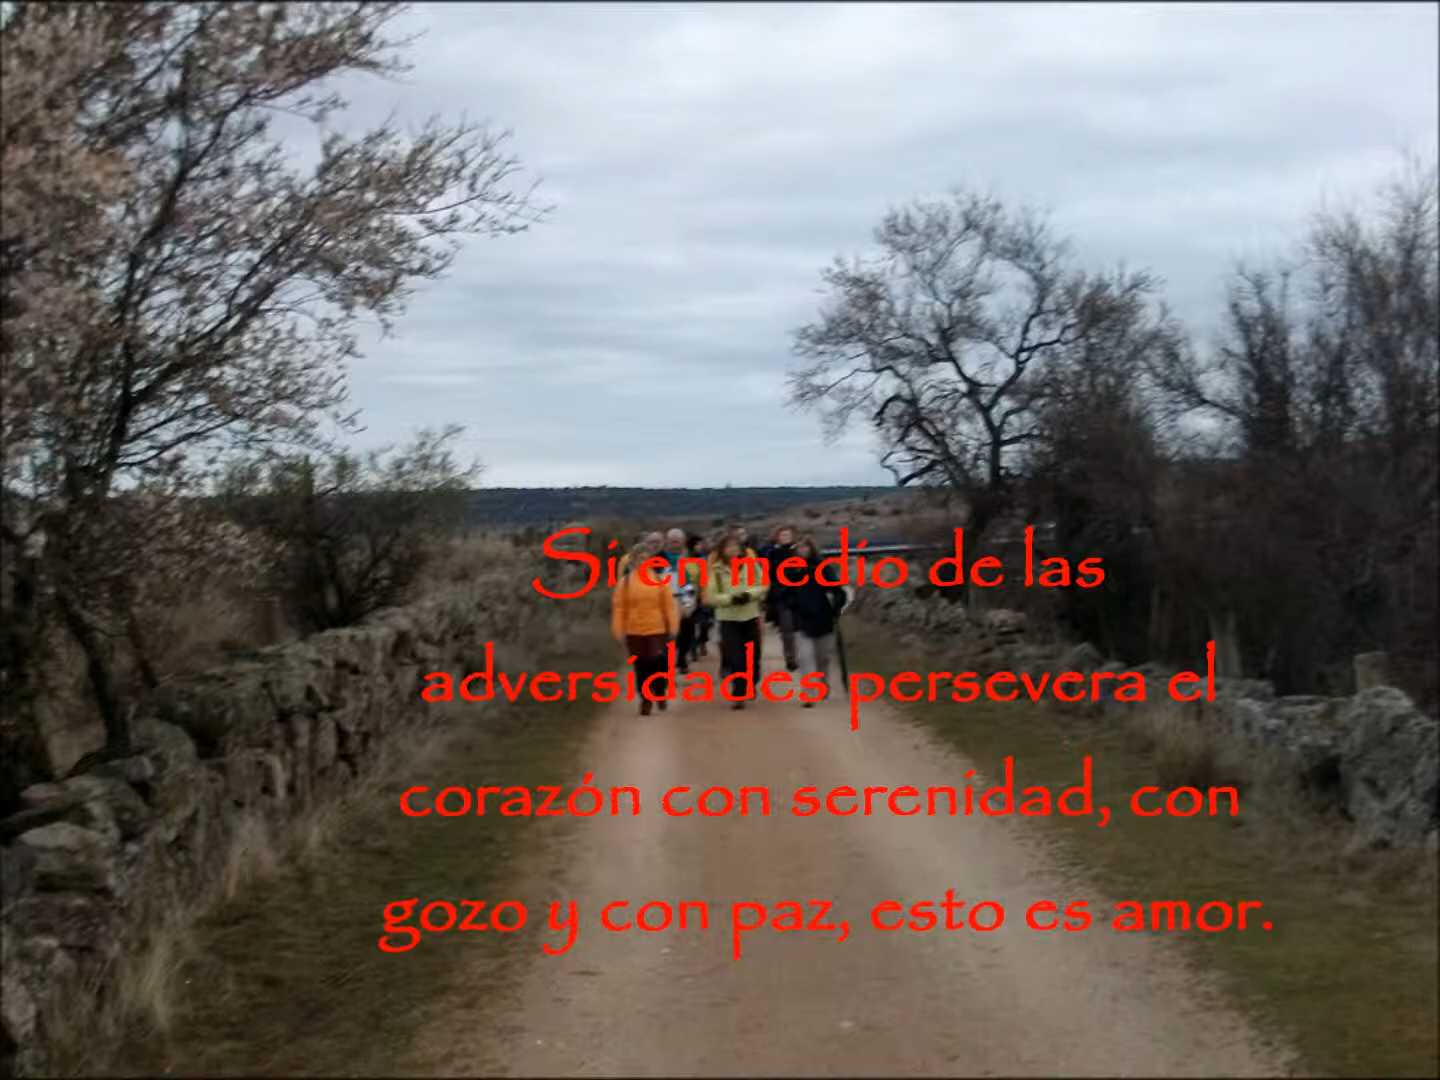 Si en medio de las
adversidades persevera el
corazón con serenidad, con
gozo y con paz, esto es amor.